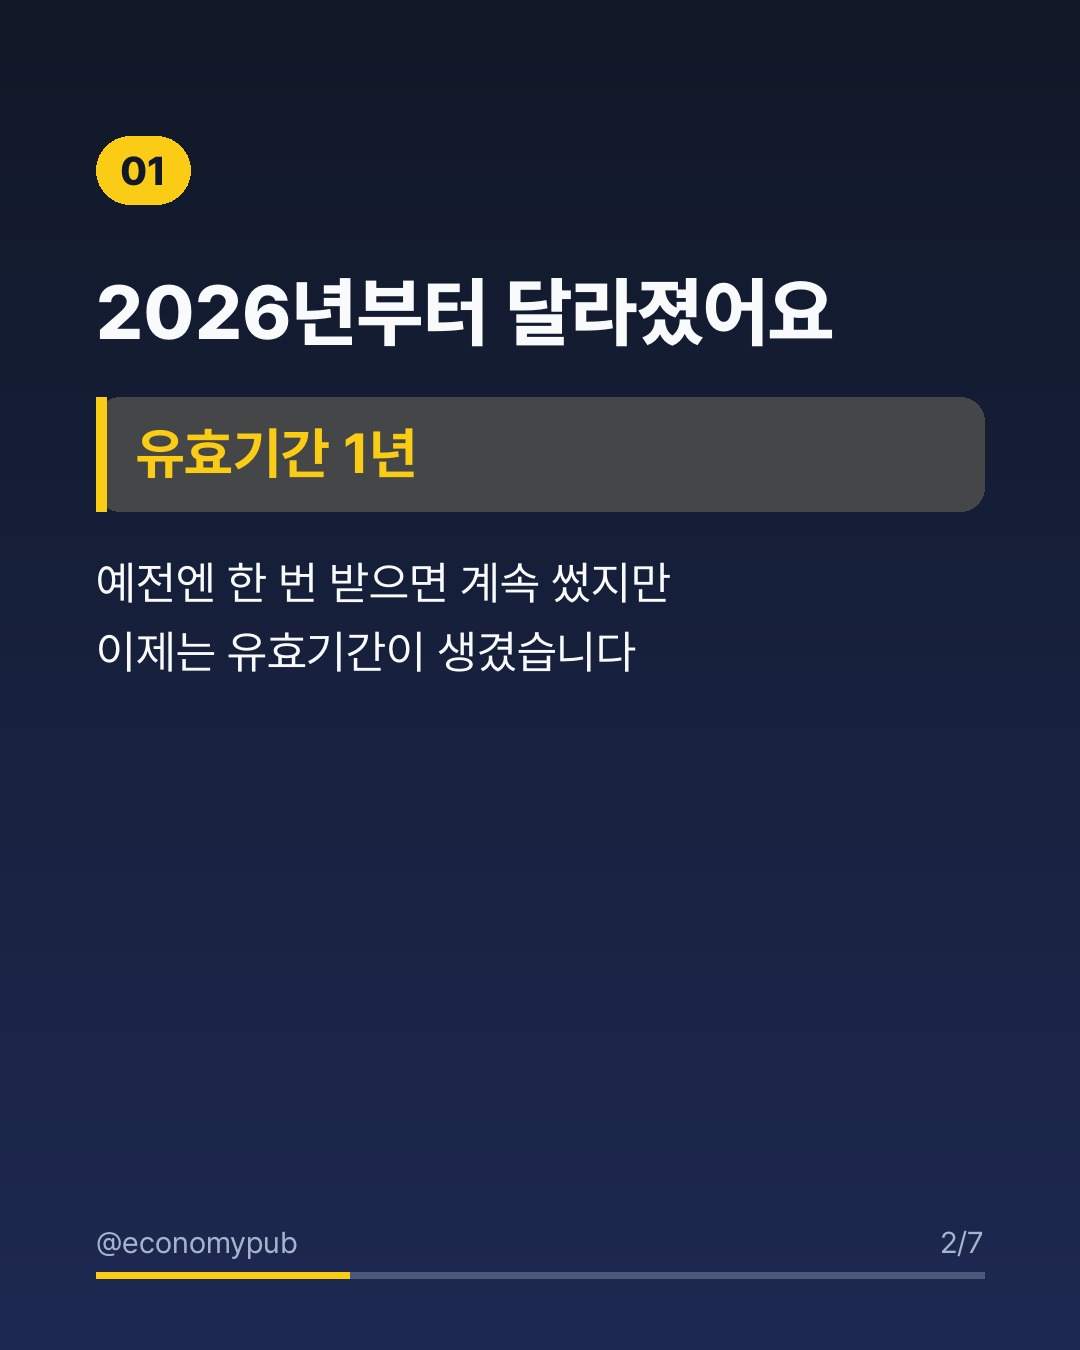 01
2026년부터 달라졌어요
유효기간 1년
예전엔 한 번 받으면 계속 썼지만
이제는 유효기간이 생겼습니다
@economypub
2/7